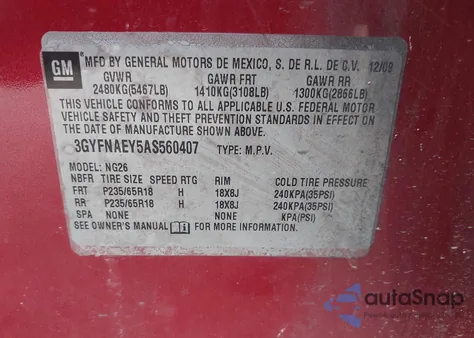 GM
MFD BY GENERAL MOTORS DE MEXICO, S. DE R.L. DE C.V. 12/09
GVWR GAWR FRT GAWR RR
2480KG(5467LB) 1410KG(3108LB) 1300KG(2866LB)
THIS VEHICLE CONFORMS TO ALL APPLICABLE U.S. FEDERAL MOTOR
VEHICLE SAFETY AND THEFT PREVENTION STANDARDS IN EFFECT ON
THE DATE OF MANUFACTURE SHOWN ABOVE.
3GYFNAEY5AS560407 TYPE: M.P.V.
MODEL: NG26
NBFR TIRE SIZE SPEED RTG RIM COLD TIRE PRESSURE
FRT P235/65R18 H 18X8J 240KPA(35PSI)
RR P235/65R18 H 18X8J 240KPA(35PSI)
SPA NONE NONE KPA(PSI)
SEE OWNER'S MANUAL FOR MORE INFORMATION.
autoSnap